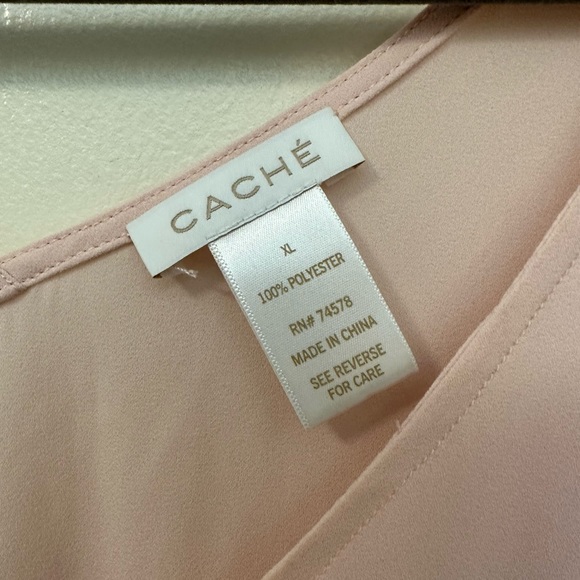 CACHÉ
XL
100% POLYESTER
RN# 74578
MADE IN CHINA
SEE REVERSE
FOR CARE